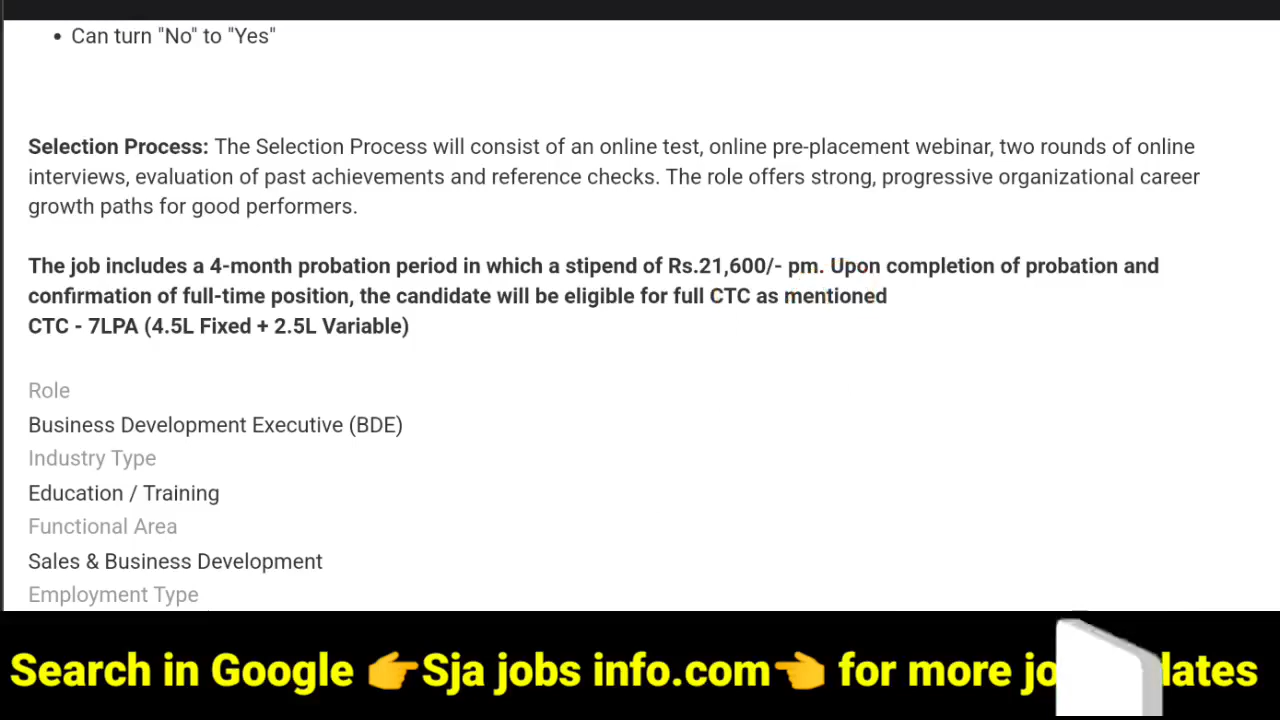 • Can turn "No" to "Yes"
Selection Process: The Selection Process will consist of an online test, online pre-placement webinar, two rounds of online
interviews, evaluation of past achievements and reference checks. The role offers strong, progressive organizational career
growth paths for good performers.
The job includes a 4-month probation period in which a stipend of Rs.21,600/- pm. Upon completion of probation and
confirmation of full-time position, the candidate will be eligible for full CTC as mentioned
CTC - 7LPA (4.5L Fixed + 2.5L Variable)
Role
Business Development Executive (BDE)
Industry Type
Education / Training
Functional Area
Sales & Business Development
Employment Type
Search in Google 👉Sja jobs info.com👈 for more